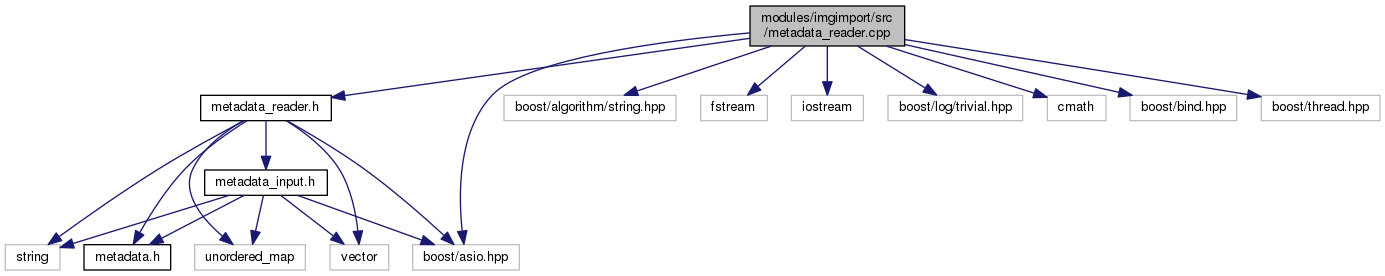 modules/imgimport/src
/metadata_reader.cpp
metadata_reader.h
boost/algorithm/string.hpp
fstream
iostream
boost/log/trivial.hpp
cmath
boost/bind.hpp
boost/thread.hpp
metadata_input.h
string
metadata.h
unordered_map
vector
boost/asio.hpp